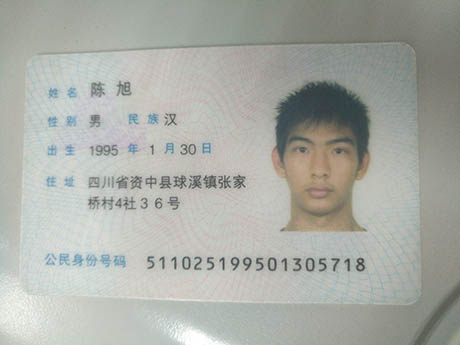 姓名 陈旭
性别 男 民族 汉
出生 1995 年 1 月 30 日
住址 四川省资中县球溪镇张家
桥村4社36号
公民身份号码 511025199501305718